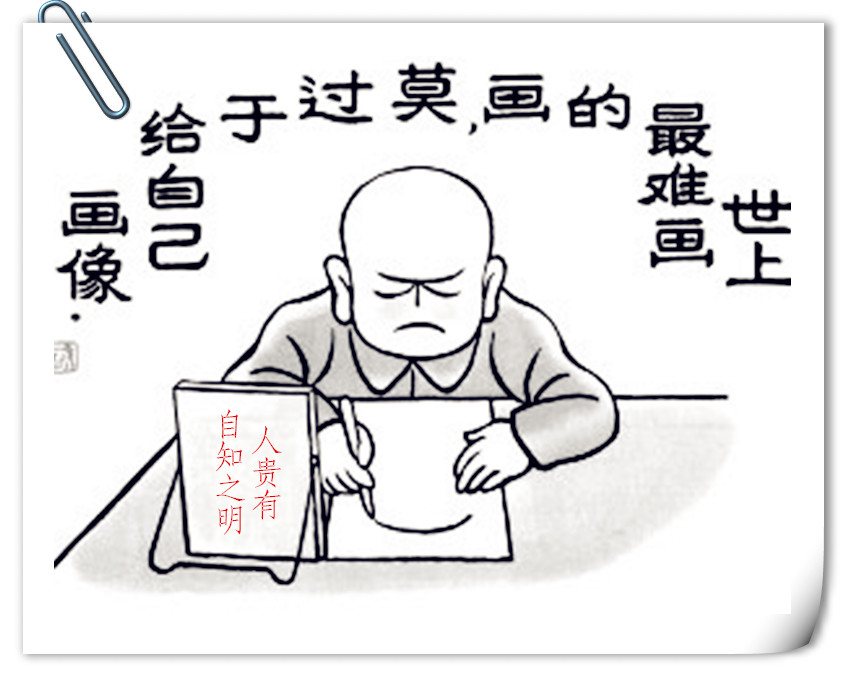 世上
最难画
的画,莫过于
给自己
画像.
人贵有
自知之明